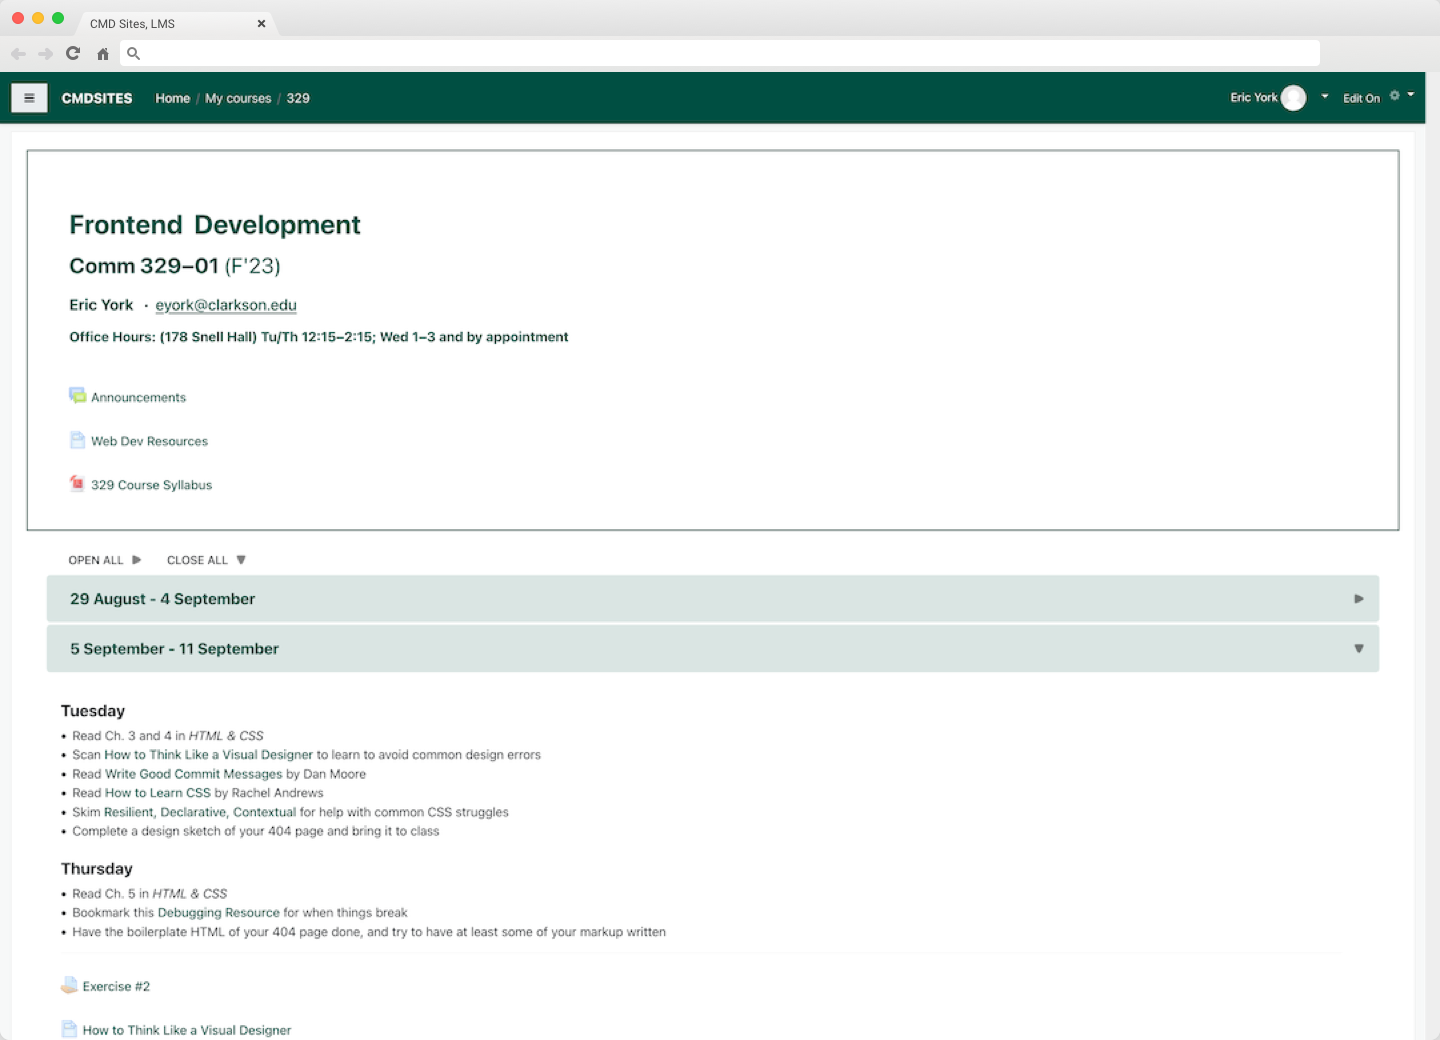 CMD Sites, LMS
CMDSITES Home / My courses / 329 Eric York Edit On
Frontend Development
Comm 329–01 (F'23)
Eric York · eyork@clarkson.edu
Office Hours: (178 Snell Hall) Tu/Th 12:15–2:15; Wed 1–3 and by appointment
Announcements
Web Dev Resources
329 Course Syllabus
OPEN ALL CLOSE ALL
29 August - 4 September
5 September - 11 September
Tuesday
• Read Ch. 3 and 4 in HTML & CSS
• Scan How to Think Like a Visual Designer to learn to avoid common design errors
• Read Write Good Commit Messages by Dan Moore
• Read How to Learn CSS by Rachel Andrews
• Skim Resilient, Declarative, Contextual for help with common CSS struggles
• Complete a design sketch of your 404 page and bring it to class
Thursday
• Read Ch. 5 in HTML & CSS
• Bookmark this Debugging Resource for when things break
• Have the boilerplate HTML of your 404 page done, and try to have at least some of your markup written
Exercise #2
How to Think Like a Visual Designer